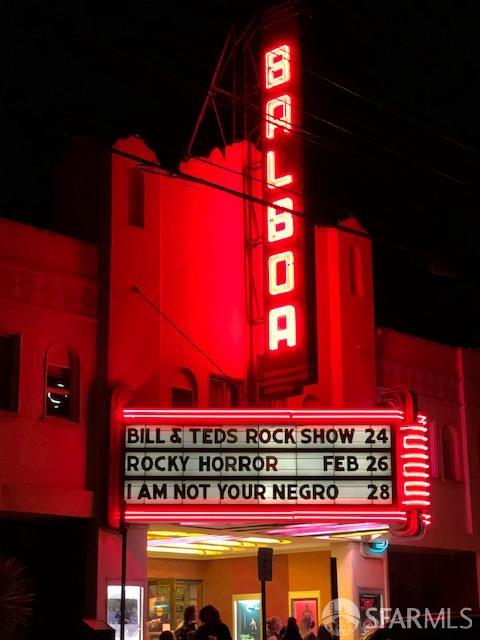 BALBOA
BILL & TEDS ROCK SHOW 24
ROCKY HORROR FEB 26
I AM NOT YOUR NEGRO 28
SFARMLS